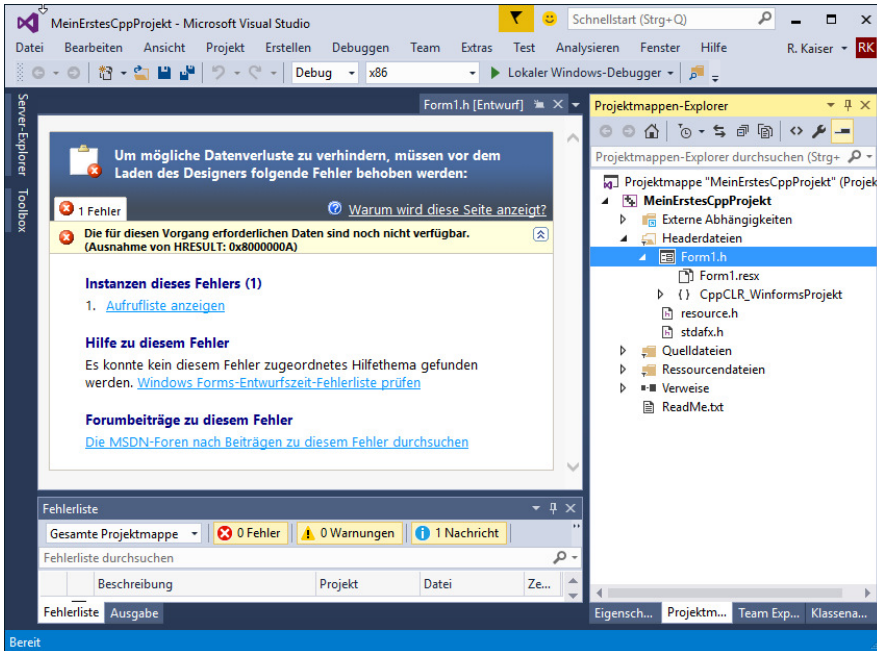 MeinErstesCppProjekt - Microsoft Visual Studio
Schnellstart (Strg+Q)
Datei Bearbeiten Ansicht Projekt Erstellen Debuggen Team Extras Test Analysieren Fenster Hilfe R. Kaiser RK
Debug x86 Lokaler Windows-Debugger
Server-Explorer
Toolbox
Form1.h [Entwurf]
Um mögliche Datenverluste zu verhindern, müssen vor dem
Laden des Designers folgende Fehler behoben werden:
1 Fehler
Warum wird diese Seite anzeigt?
Die für diesen Vorgang erforderlichen Daten sind noch nicht verfügbar.
(Ausnahme von HRESULT: 0x8000000A)
Instanzen dieses Fehlers (1)
1. Aufrufliste anzeigen
Hilfe zu diesem Fehler
Es konnte kein diesem Fehler zugeordnetes Hilfethema gefunden
werden. Windows Forms-Entwurfszeit-Fehlerliste prüfen
Forumbeiträge zu diesem Fehler
Die MSDN-Foren nach Beiträgen zu diesem Fehler durchsuchen
Fehlerliste
Gesamte Projektmappe 0 Fehler 0 Warnungen 1 Nachricht
Fehlerliste durchsuchen
Beschreibung Projekt Datei Ze...
Fehlerliste Ausgabe
Projektmappen-Explorer
Projektmappen-Explorer durchsuchen (Strg+
Projektmappe "MeinErstesCppProjekt" (Projek
MeinErstesCppProjekt
Externe Abhängigkeiten
Headerdateien
Form1.h
Form1.resx
{ } CppCLR_WinformsProjekt
resource.h
stdafx.h
Quelldateien
Ressourcendateien
Verweise
ReadMe.txt
Eigensch... Projektm... Team Exp... Klassena...
Bereit